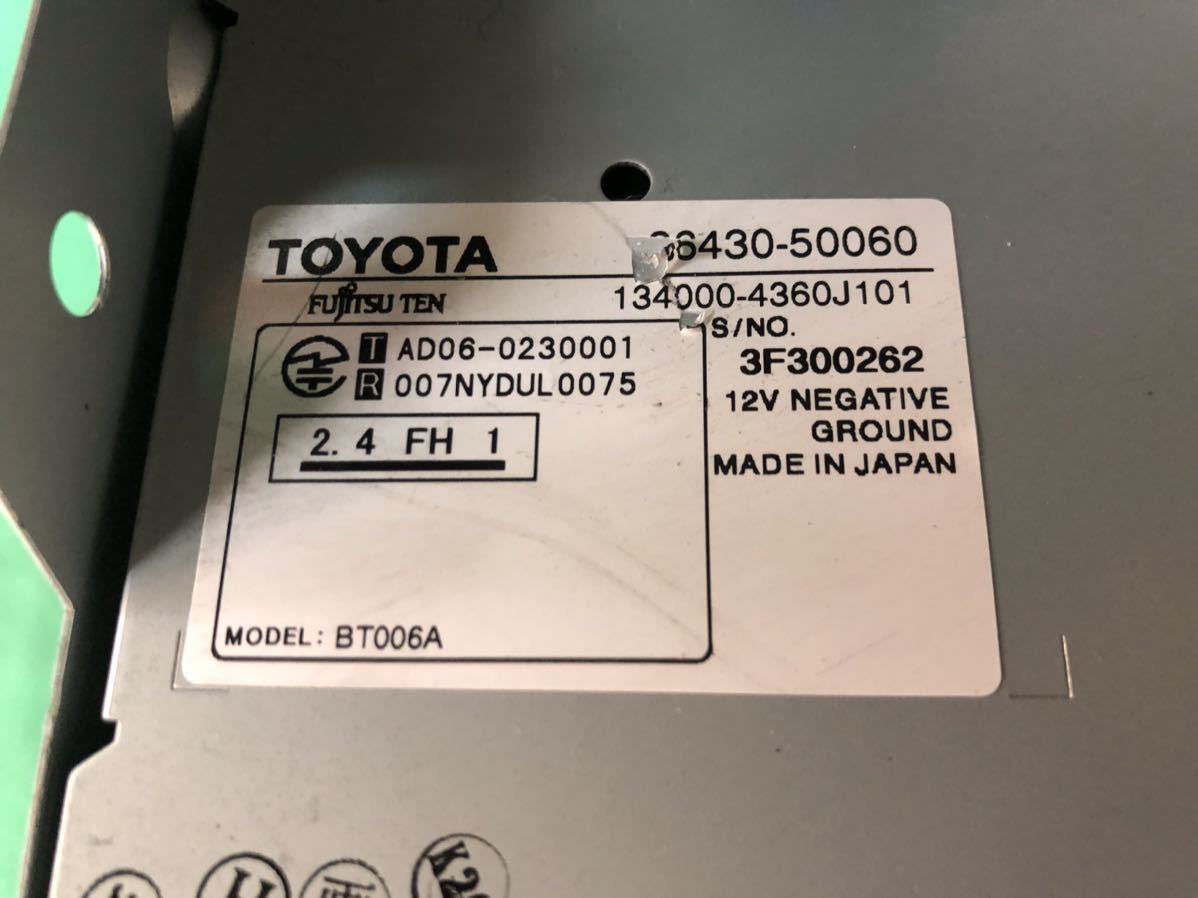 TOYOTA 6430-50060
FUJITSU TEN 134000-4360J101
S/NO.
T AD06-0230001
3F300262
R 007NYDUL0075
12V NEGATIVE
GROUND
2.4 FH 1
MADE IN JAPAN
MODEL: BT006A